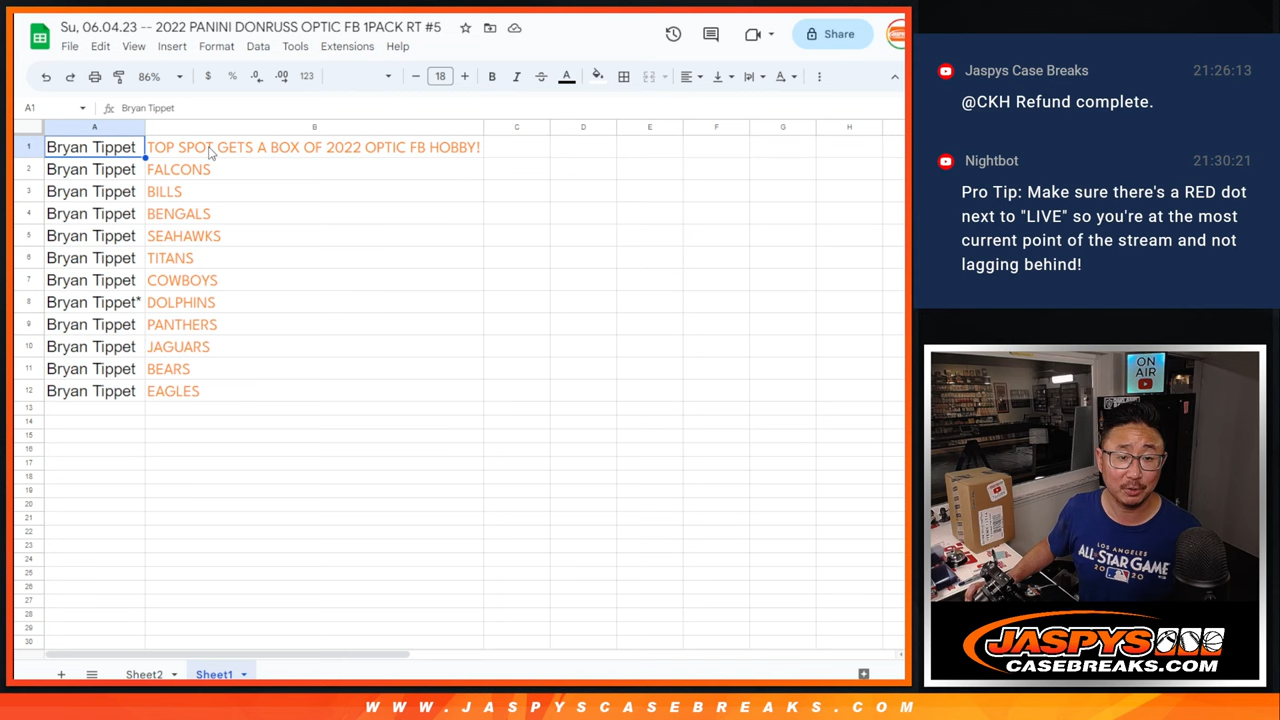 Su, 06.04.23 -- 2022 PANINI DONRUSS OPTIC FB 1PACK RT #5
File Edit View Insert Format Data Tools Extensions Help
Share
86%
$ % .0 .00 123
18
B I A
A1
fx Bryan Tippet
A B C D E F G H
1 Bryan Tippet TOP SPOT GETS A BOX OF 2022 OPTIC FB HOBBY!
2 Bryan Tippet FALCONS
3 Bryan Tippet BILLS
4 Bryan Tippet BENGALS
5 Bryan Tippet SEAHAWKS
6 Bryan Tippet TITANS
7 Bryan Tippet COWBOYS
8 Bryan Tippet* DOLPHINS
9 Bryan Tippet PANTHERS
10 Bryan Tippet JAGUARS
11 Bryan Tippet BEARS
12 Bryan Tippet EAGLES
13
14
15
16
17
18
19
20
21
22
23
24
25
26
27
28
29
30
Sheet2 Sheet1
Jaspys Case Breaks 21:26:13
@CKH Refund complete.
Nightbot 21:30:21
Pro Tip: Make sure there's a RED dot
next to "LIVE" so you're at the most
current point of the stream and not
lagging behind!
ON
AIR
LOS ANGELES
ALL STAR GAME
2020
JASPYS
CASEBREAKS.COM
WWW.JASPYSCASEBREAKS.COM